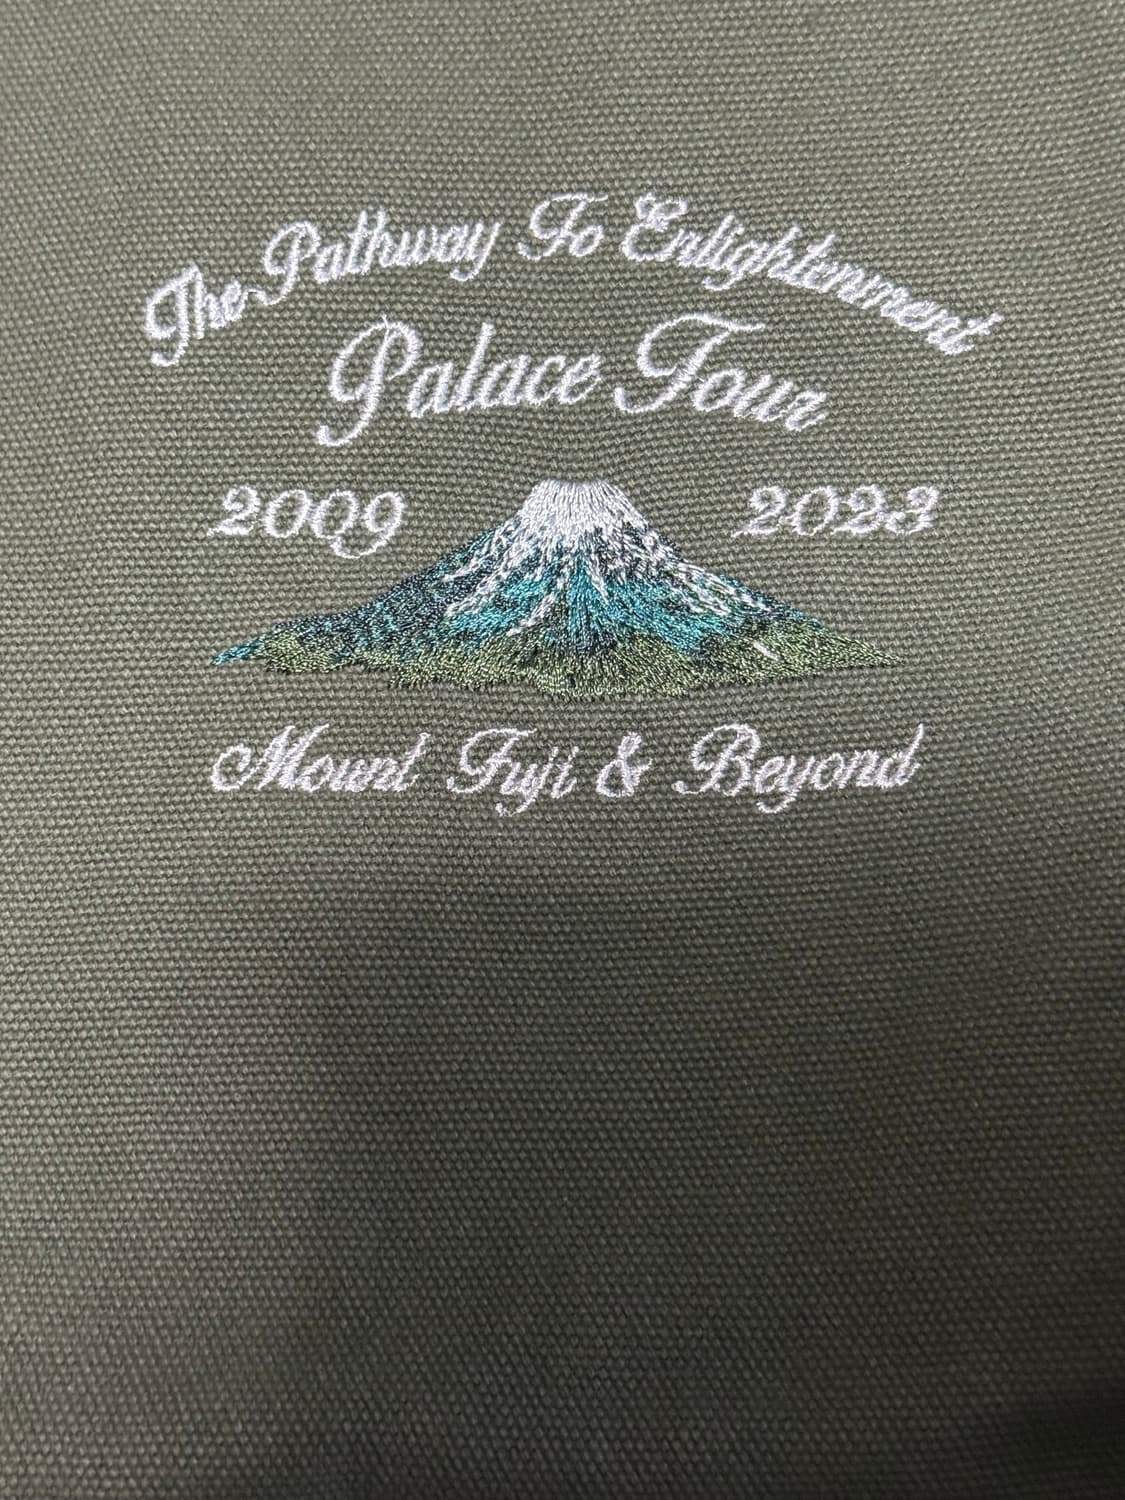 The Pathway To Enlightenment
Palace Tour
2009 2023
Mount Fuji & Beyond